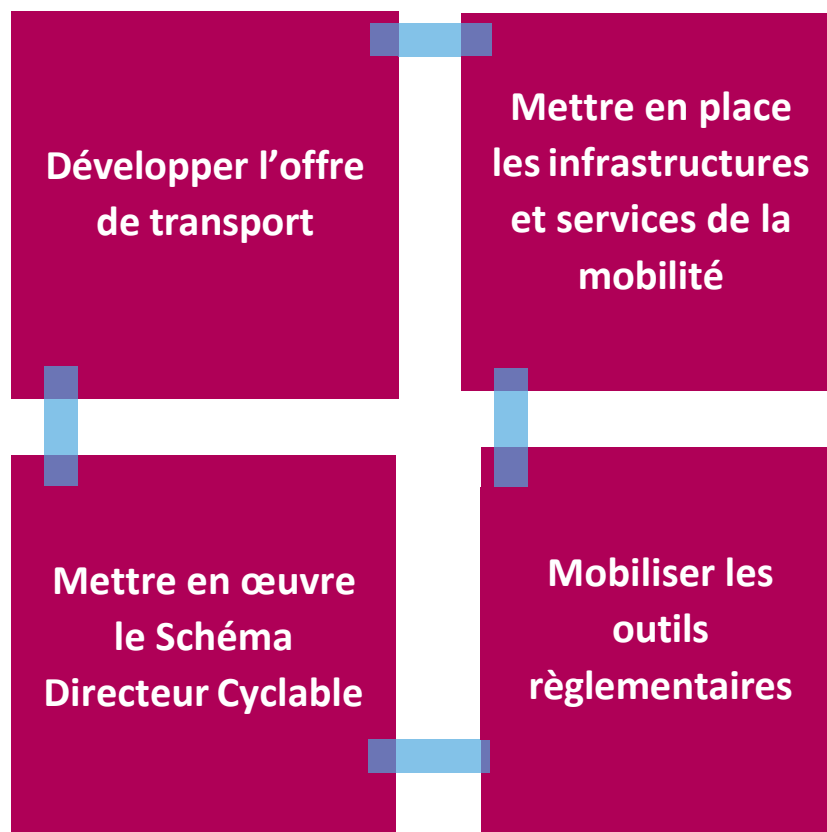 Développer l’offre
de transport
Mettre en place
les infrastructures
et services de la
mobilité
Mettre en œuvre
le Schéma
Directeur Cyclable
Mobiliser les
outils
règlementaires